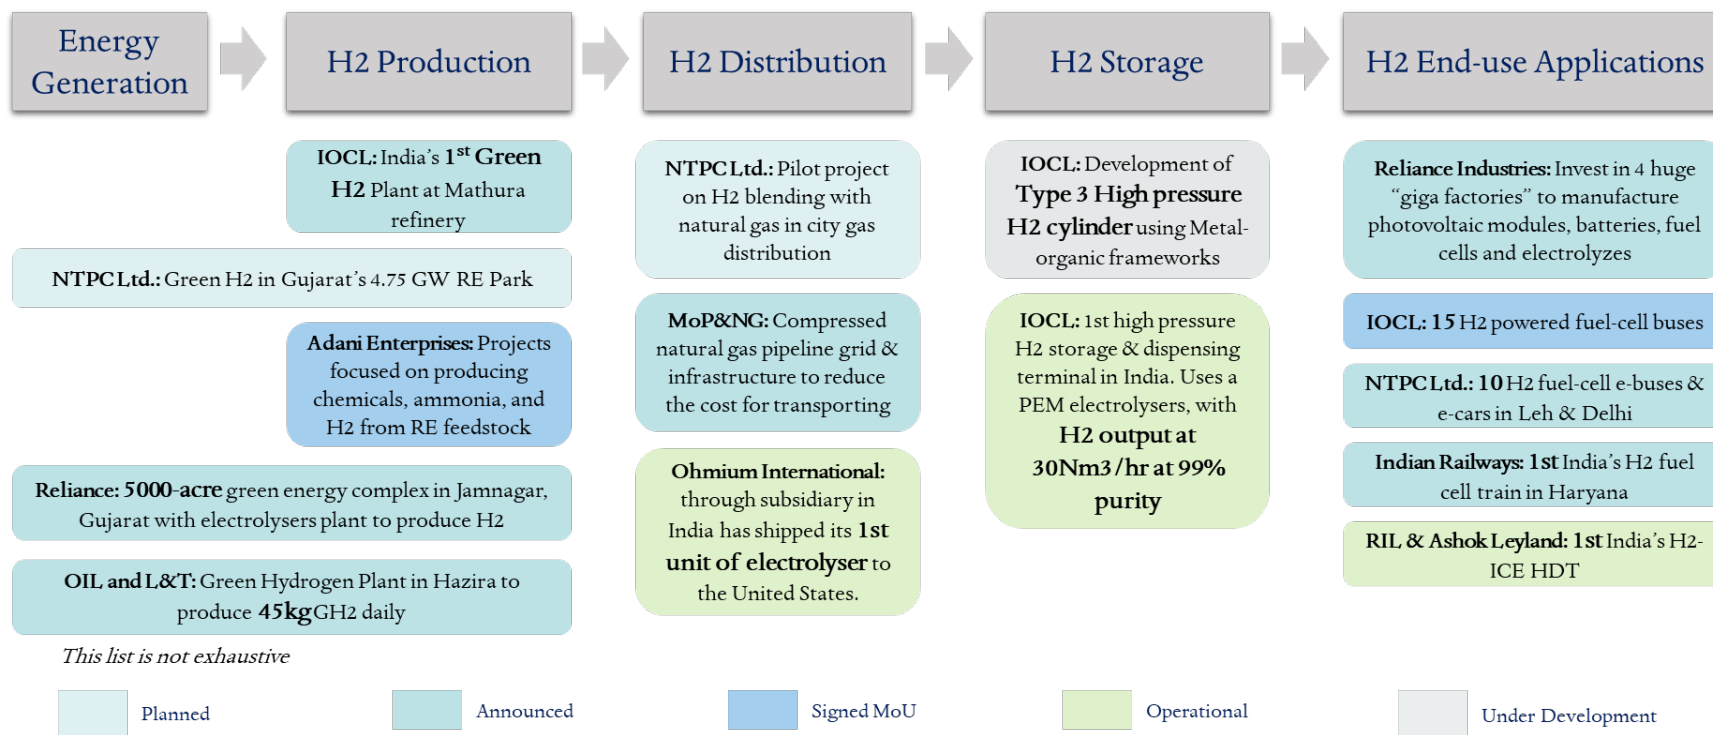 Energy
Generation
H2 Production
H2 Distribution
H2 Storage
H2 End-use Applications
IOCL: India's 1st Green
H2 Plant at Mathura
refinery
NTPC Ltd.: Green H2 in Gujarat's 4.75 GW RE Park
Adani Enterprises: Projects
focused on producing
chemicals, ammonia, and
H2 from RE feedstock
Reliance: 5000-acre green energy complex in Jamnagar,
Gujarat with electrolysers plant to produce H2
OIL and L&T: Green Hydrogen Plant in Hazira to
produce 45kg GH2 daily
This list is not exhaustive
NTPC Ltd.: Pilot project
on H2 blending with
natural gas in city gas
distribution
MoP&NG: Compressed
natural gas pipeline grid &
infrastructure to reduce
the cost for transporting
Ohmium International:
through subsidiary in
India has shipped its 1st
unit of electrolyser to
the United States.
IOCL: Development of
Type 3 High pressure
H2 cylinder using Metal-
organic frameworks
IOCL: 1st high pressure
H2 storage & dispensing
terminal in India. Uses a
PEM electrolysers, with
H2 output at
30Nm3/hr at 99%
purity
Reliance Industries: Invest in 4 huge
“giga factories” to manufacture
photovoltaic modules, batteries, fuel
cells and electrolyzes
IOCL: 15 H2 powered fuel-cell buses
NTPC Ltd.: 10 H2 fuel-cell e-buses &
e-cars in Leh & Delhi
Indian Railways: 1st India's H2 fuel
cell train in Haryana
RIL & Ashok Leyland: 1st India's H2-
ICE HDT
Planned
Announced
Signed MoU
Operational
Under Development